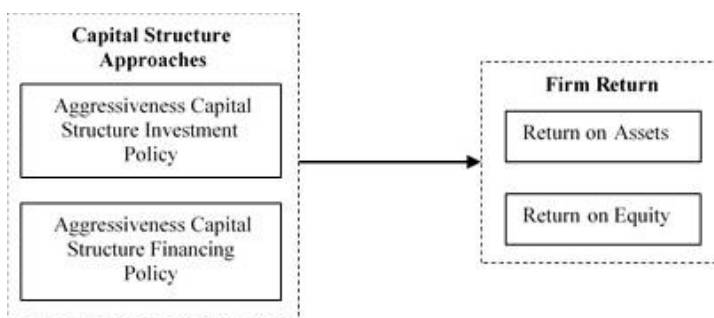 Capital Structure
Approaches
Aggressiveness Capital
Structure Investment
Policy
Aggressiveness Capital
Structure Financing
Policy
Firm Return
Return on Assets
Return on Equity